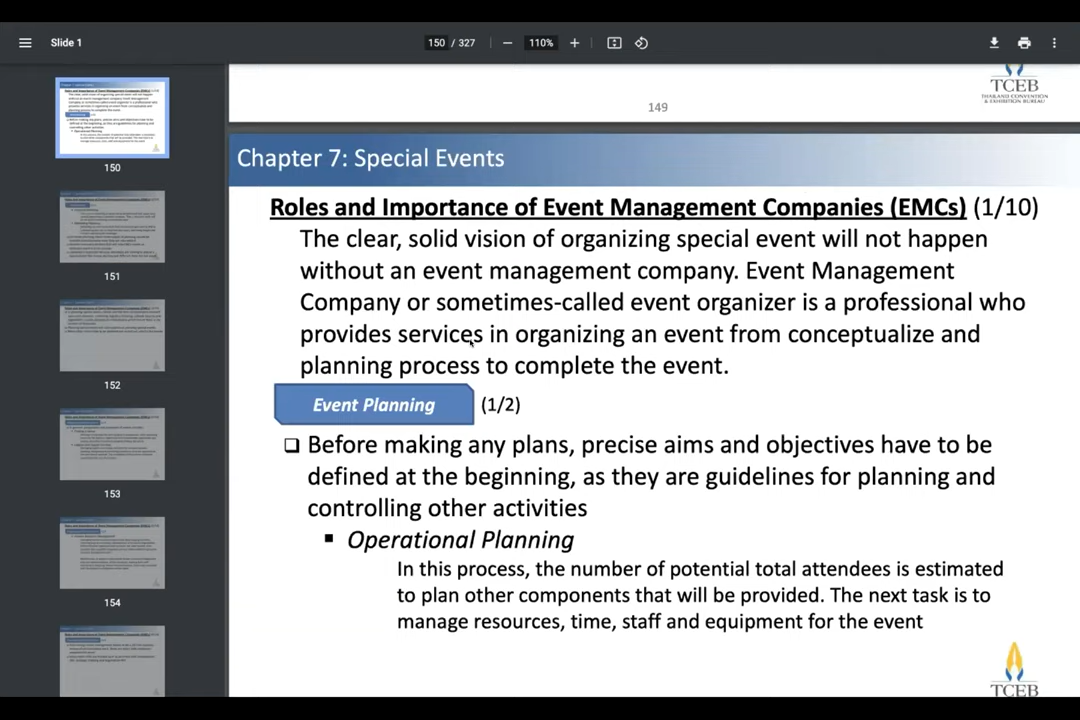 Slide 1
150 / 327
110%
TCEB
THAILAND CONVENTION
& EXHIBITION BUREAU
149
Chapter 7: Special Events
Roles and Importance of Event Management Companies (EMCs) (1/10)
The clear, solid vision of organizing special event will not happen
without an event management company. Event Management
Company or sometimes-called event organizer is a professional who
provides services in organizing an event from conceptualize and
planning process to complete the event.
Event Planning (1/2)
❑ Before making any plans, precise aims and objectives have to be
defined at the beginning, as they are guidelines for planning and
controlling other activities
▪ Operational Planning
In this process, the number of potential total attendees is estimated
to plan other components that will be provided. The next task is to
manage resources, time, staff and equipment for the event
TCEB
150
151
152
153
154